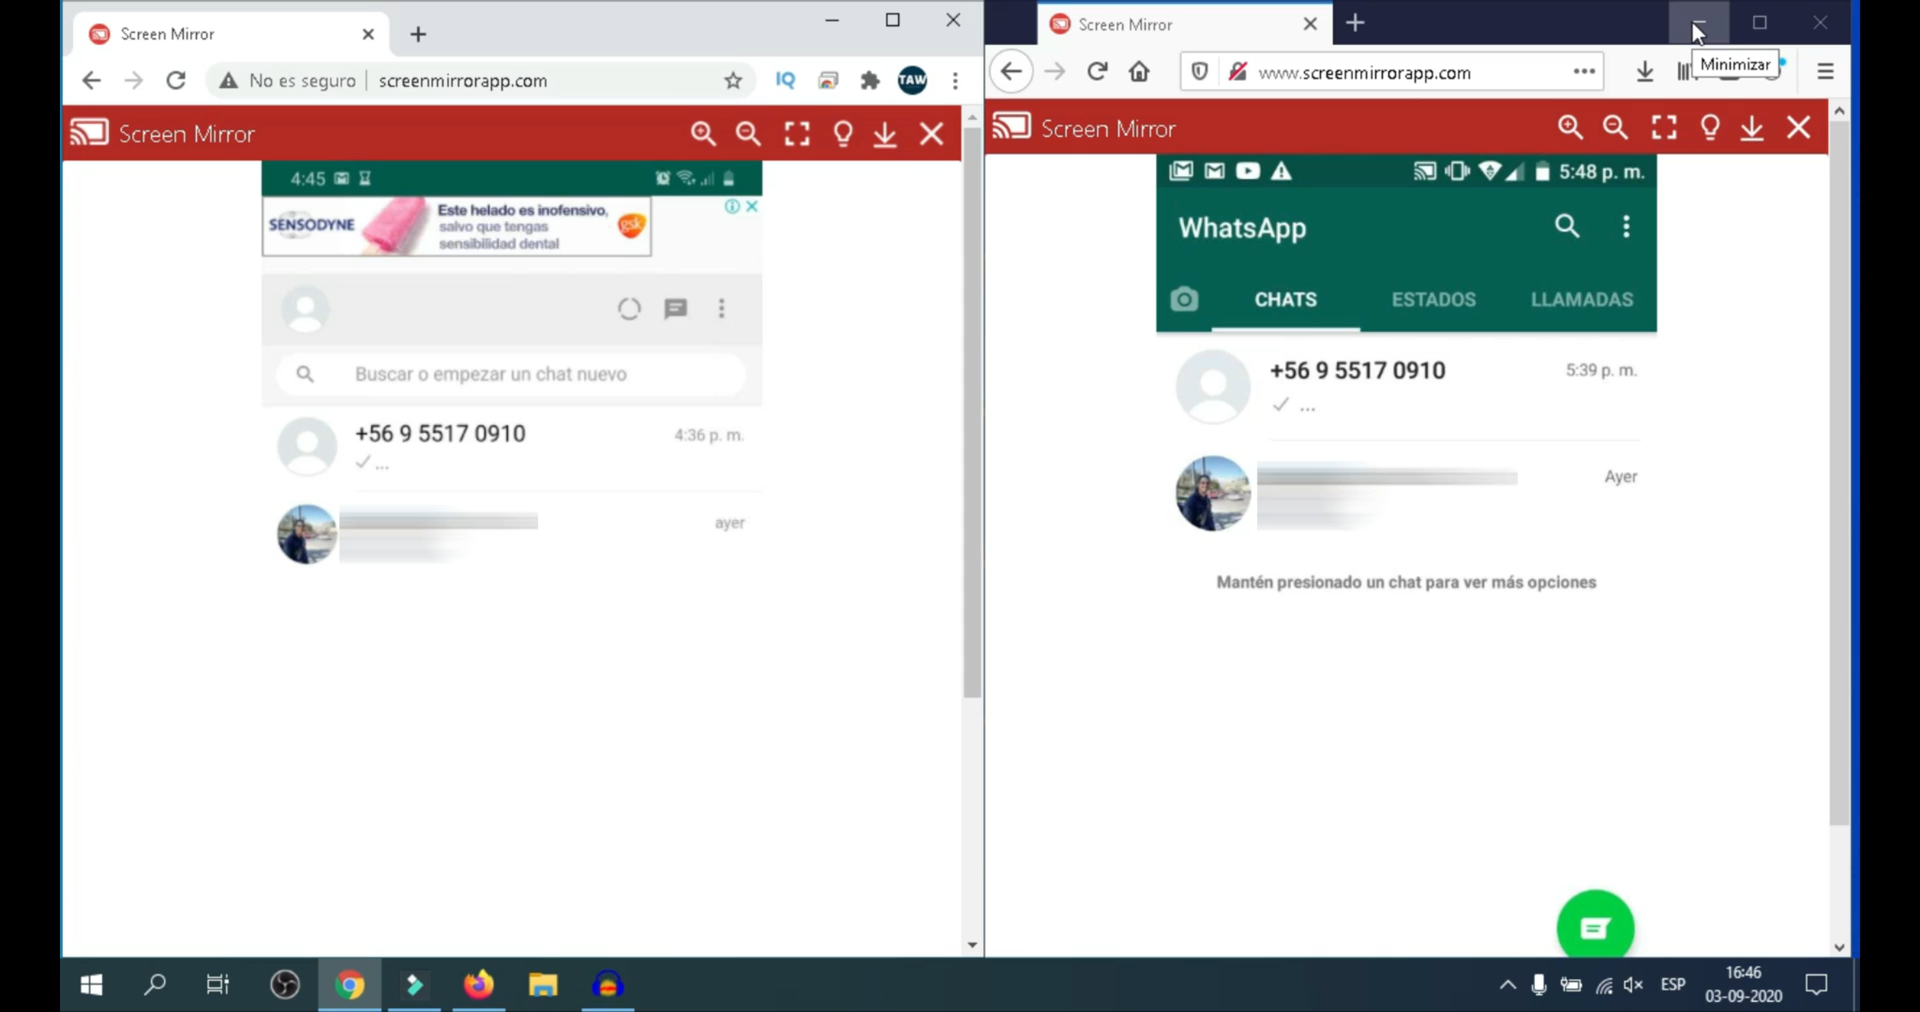 Screen Mirror
No es seguro
screenmirrorapp.com
IQ
TAW
Screen Mirror
4:45
SENSODYNE
Este helado es inofensivo,
salvo que tengas
sensibilidad dental
gsk
Buscar o empezar un chat nuevo
+56 9 5517 0910
4:36 p. m.
...
ayer
Screen Mirror
Minimizar
www.screenmirrorapp.com
Screen Mirror
5:48 p. m.
WhatsApp
CHATS
ESTADOS
LLAMADAS
+56 9 5517 0910
5:39 p. m.
...
Ayer
Mantén presionado un chat para ver más opciones
ESP
16:46
03-09-2020